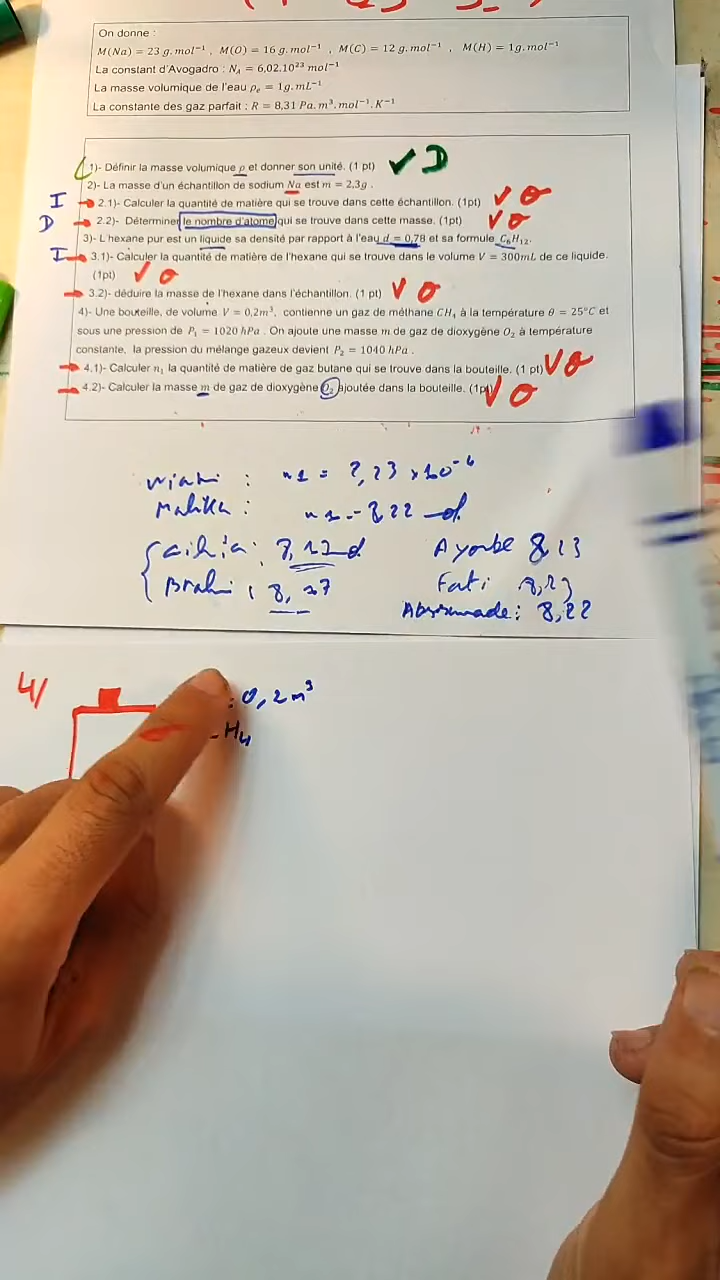 On donne :
M(Na) = 23 g.mol⁻¹ , M(O) = 16 g.mol⁻¹ , M(C) = 12 g.mol⁻¹ , M(H) = 1g.mol⁻¹
La constant d'Avogadro : Nₐ = 6,02.10²³ mol⁻¹
La masse volumique de l'eau ρₑ = 1g.mL⁻¹
La constante des gaz parfait : R = 8,31 Pa.m³.mol⁻¹.K⁻¹
1)- Définir la masse volumique ρ et donner son unité. (1 pt) D
2)- La masse d'un échantillon de sodium Na est m = 2,3g .
I 2.1)- Calculer la quantité de matière qui se trouve dans cette échantillon. (1pt)
D 2.2)- Déterminer le nombre d'atome qui se trouve dans cette masse. (1pt)
3)- L hexane pur est un liquide sa densité par rapport à l'eau d = 0,78 et sa formule C₆H₁₂.
I 3.1)- Calculer la quantité de matière de l'hexane qui se trouve dans le volume V = 300mL de ce liquide.
(1pt)
3.2)- déduire la masse de l'hexane dans l'échantillon. (1 pt)
4)- Une bouteille, de volume V = 0,2m³, contienne un gaz de méthane CH₄ à la température θ = 25°C et
sous une pression de P₁ = 1020 hPa . On ajoute une masse m de gaz de dioxygène O₂ à température
constante, la pression du mélange gazeux devient P₂ = 1040 hPa .
4.1)- Calculer n₁ la quantité de matière de gaz butane qui se trouve dans la bouteille. (1 pt)
4.2)- Calculer la masse m de gaz de dioxygène O₂ ajoutée dans la bouteille. (1pt)
Malika :
Ayoube 8,23
Fati
8,22
4/ : 0,2 m³
H₄